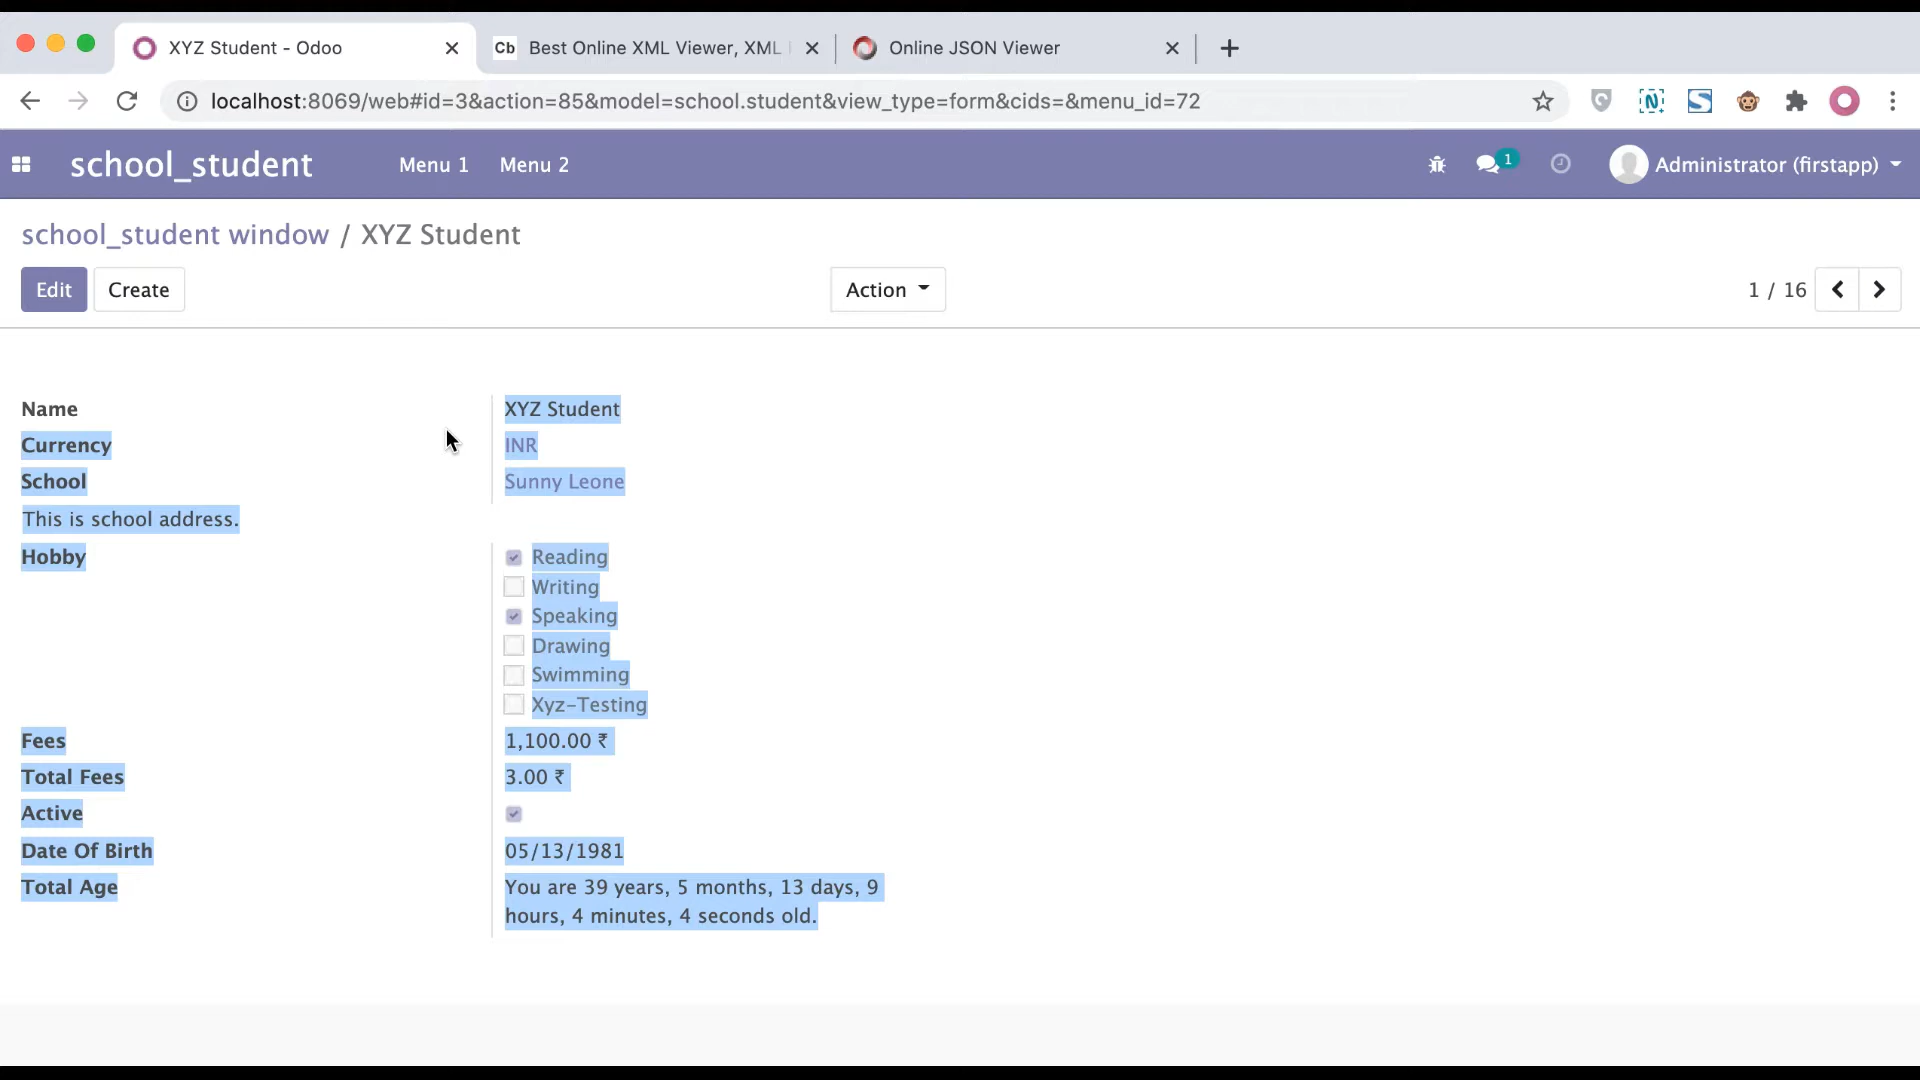 XYZ Student - Odoo
Cb Best Online XML Viewer, XML
Online JSON Viewer
localhost:8069/web#id=3&action=85&model=school.student&view_type=form&cids=&menu_id=72
school_student
Menu 1
Menu 2
1
Administrator (firstapp)
school_student window / XYZ Student
Edit
Create
Action
1 / 16
Name XYZ Student
Currency INR
School Sunny Leone
This is school address.
Hobby Reading
Writing
Speaking
Drawing
Swimming
Xyz-Testing
Fees 1,100.00 ₹
Total Fees 3.00 ₹
Active
Date Of Birth 05/13/1981
Total Age You are 39 years, 5 months, 13 days, 9
hours, 4 minutes, 4 seconds old.